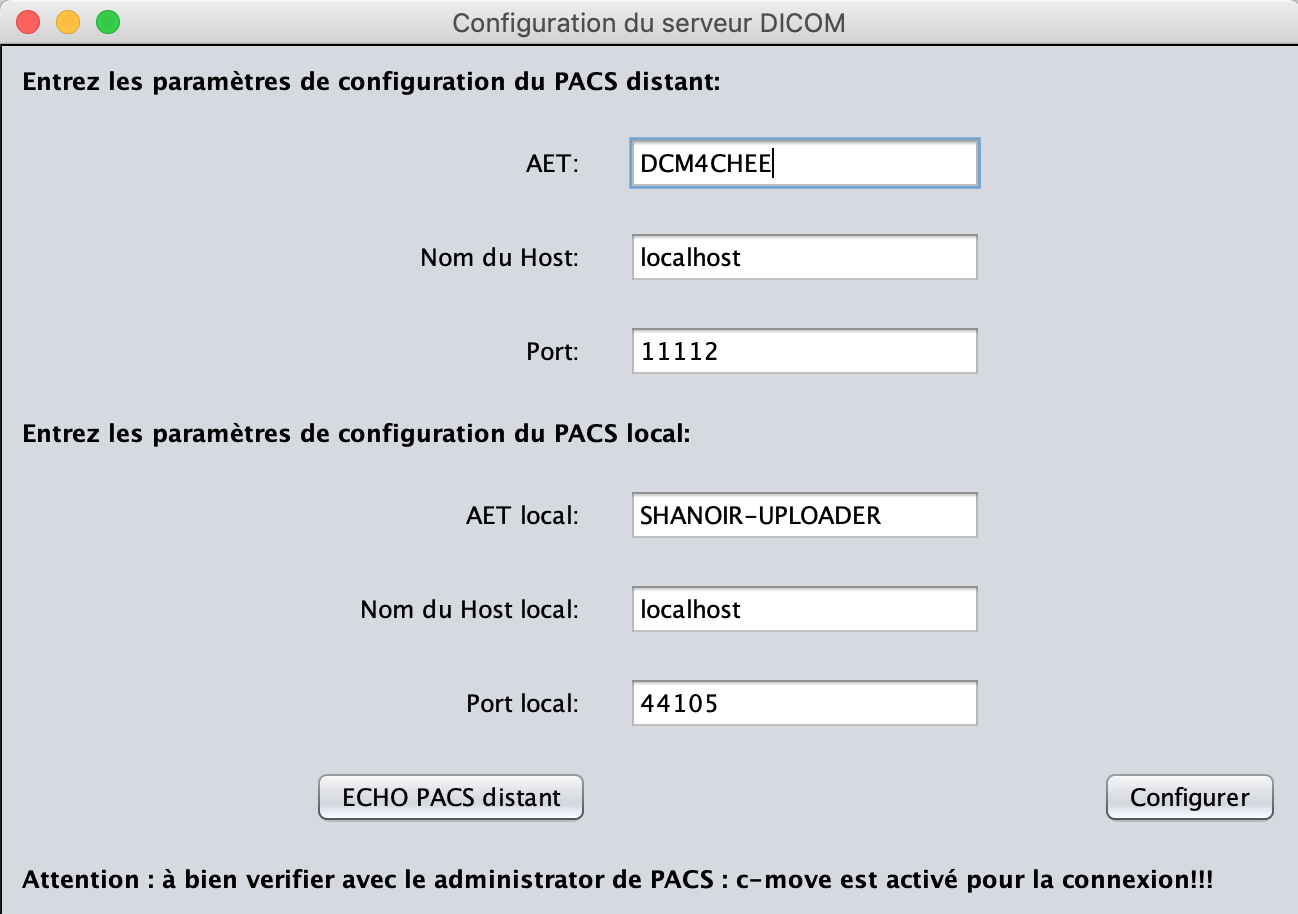 Configuration du serveur DICOM
Entrez les paramètres de configuration du PACS distant:
AET: DCM4CHEE
Nom du Host: localhost
Port: 11112
Entrez les paramètres de configuration du PACS local:
AET local: SHANOIR-UPLOADER
Nom du Host local: localhost
Port local: 44105
ECHO PACS distant Configurer
Attention : à bien verifier avec le administrator de PACS : c-move est activé pour la connexion!!!